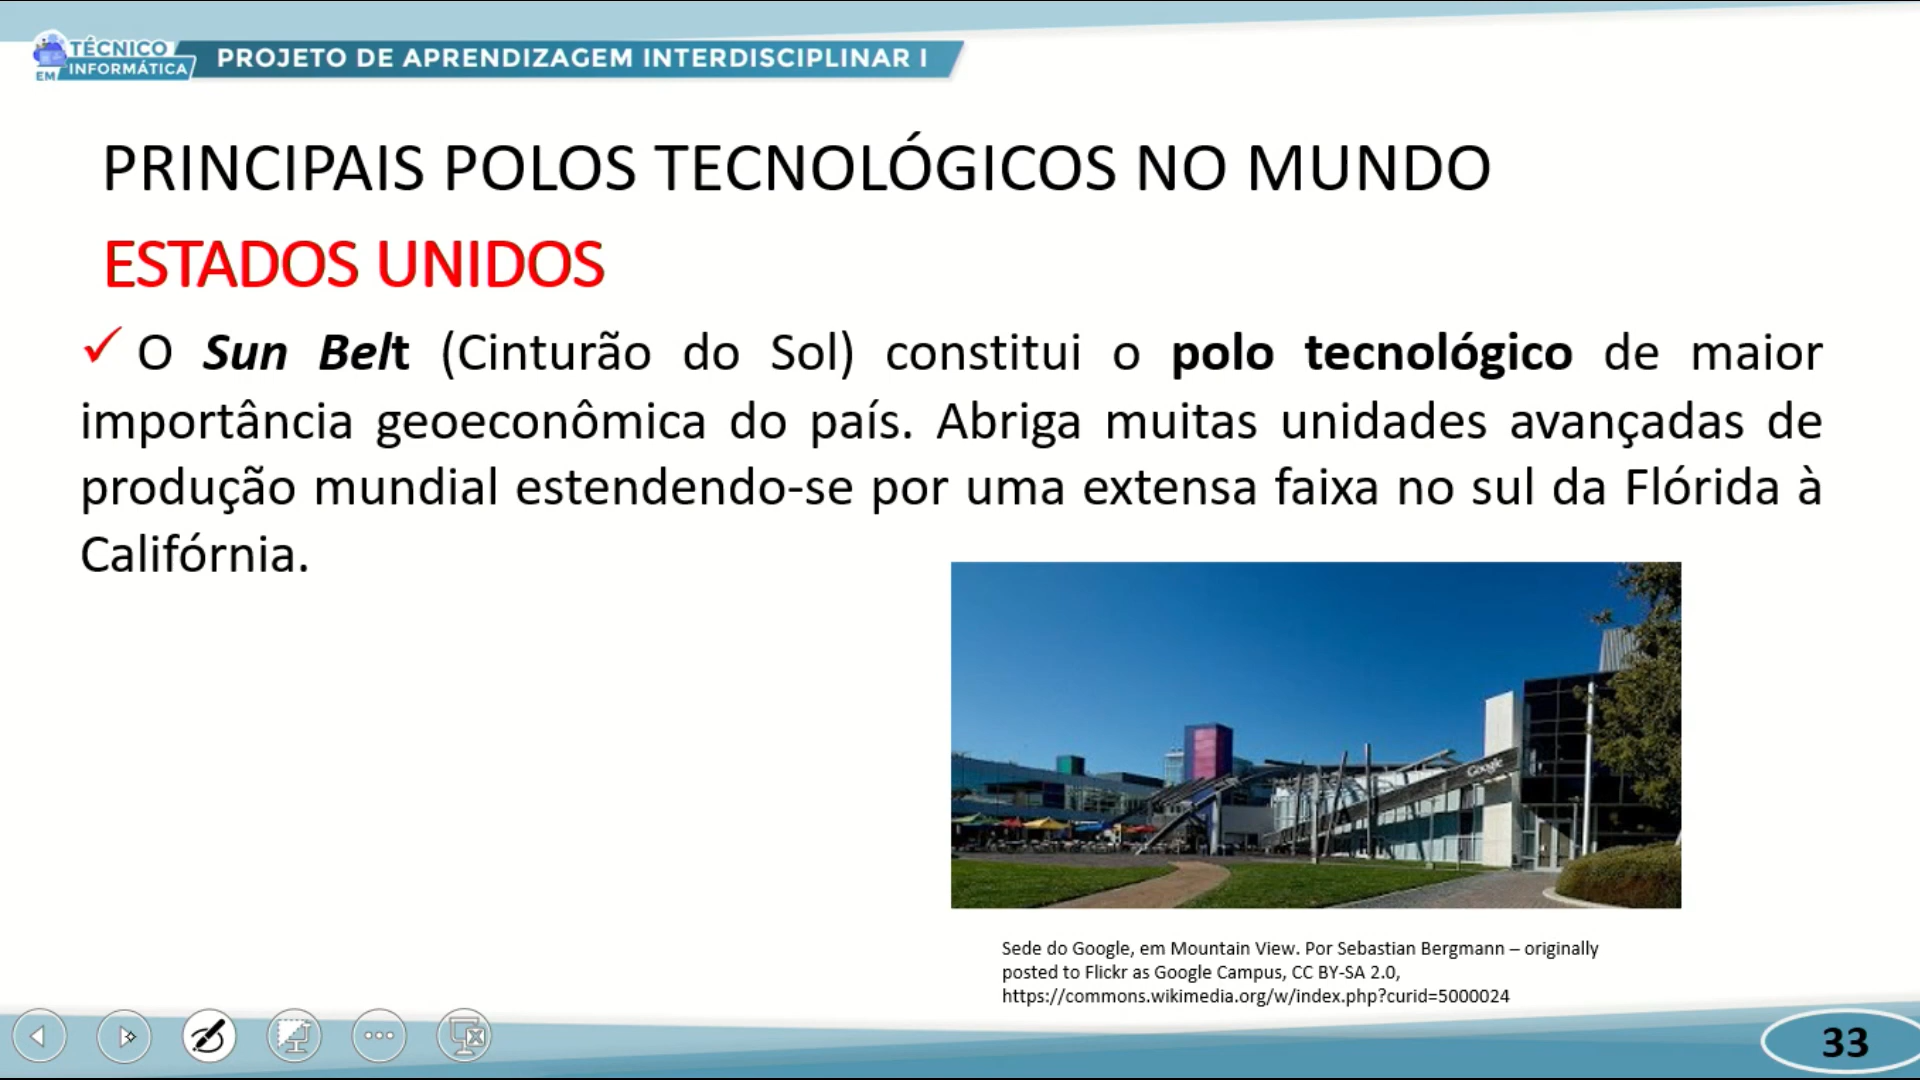 TÉCNICO
EM INFORMÁTICA
PROJETO DE APRENDIZAGEM INTERDISCIPLINAR I
PRINCIPAIS POLOS TECNOLÓGICOS NO MUNDO
ESTADOS UNIDOS
✓ O Sun Belt (Cinturão do Sol) constitui o polo tecnológico de maior
importância geoeconômica do país. Abriga muitas unidades avançadas de
produção mundial estendendo-se por uma extensa faixa no sul da Flórida à
Califórnia.
Google
Sede do Google, em Mountain View. Por Sebastian Bergmann – originally
posted to Flickr as Google Campus, CC BY-SA 2.0,
https://commons.wikimedia.org/w/index.php?curid=5000024
33